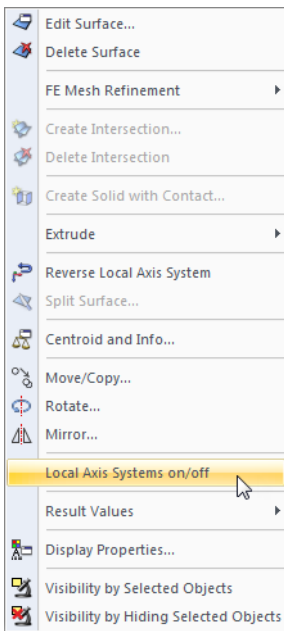 Edit Surface...
Delete Surface
FE Mesh Refinement
Create Intersection...
Delete Intersection
Create Solid with Contact...
Extrude
Reverse Local Axis System
Split Surface...
Centroid and Info...
Move/Copy...
Rotate...
Mirror...
Local Axis Systems on/off
Result Values
Display Properties...
Visibility by Selected Objects
Visibility by Hiding Selected Objects